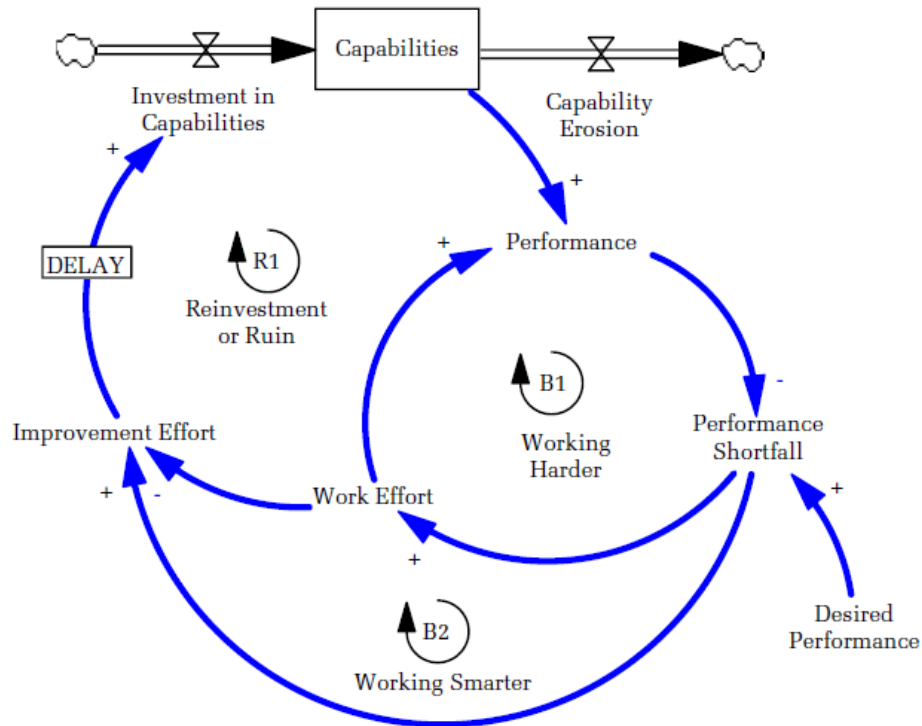 Capabilities
Investment in
Capabilities
Capability
Erosion
+
+
+
Performance
DELAY
R1
Reinvestment
or Ruin
B1
-
Working
Harder
Performance
Shortfall
Improvement Effort
+
-
Work Effort
+
+
B2
Working Smarter
Desired
Performance